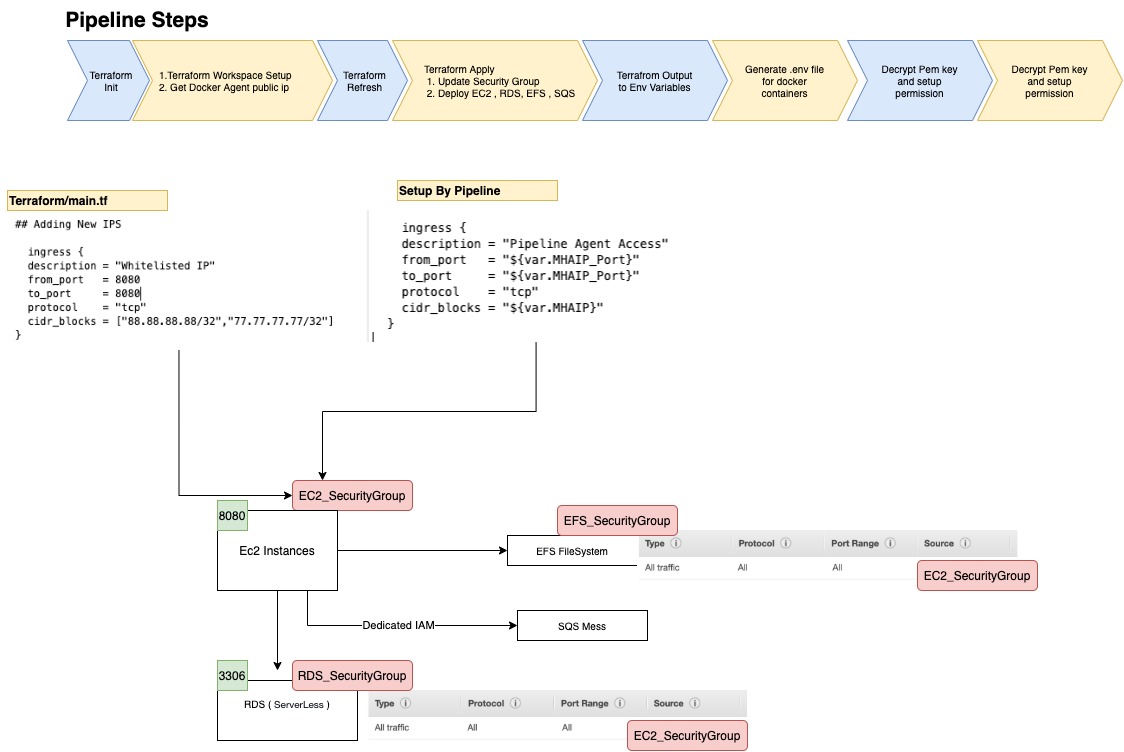 Pipeline Steps
Terraform
Init
1.Terraform Workspace Setup
2. Get Docker Agent public ip
Terraform
Refresh
Terraform Apply
1. Update Security Group
2. Deploy EC2 , RDS, EFS , SQS
Terrafrom Output
to Env Variables
Generate .env file
for docker
containers
Decrypt Pem key
and setup
permission
Decrypt Pem key
and setup
permission
Terraform/main.tf
## Adding New IPS
ingress {
description = "Whitelisted IP"
from_port = 8080
to_port = 8080
protocol = "tcp"
cidr_blocks = ["88.88.88.88/32","77.77.77.77/32"]
}
Setup By Pipeline
ingress {
description = "Pipeline Agent Access"
from_port = "${var.MHAIP_Port}"
to_port = "${var.MHAIP_Port}"
protocol = "tcp"
cidr_blocks = "${var.MHAIP}"
}
EC2_SecurityGroup
8080
Ec2 Instances
EFS_SecurityGroup
EFS FileSystem
Type Protocol Port Range Source
All traffic All All
EC2_SecurityGroup
Dedicated IAM
SQS Mess
3306
RDS_SecurityGroup
RDS ( ServerLess )
Type Protocol Port Range Source
All traffic All All
EC2_SecurityGroup